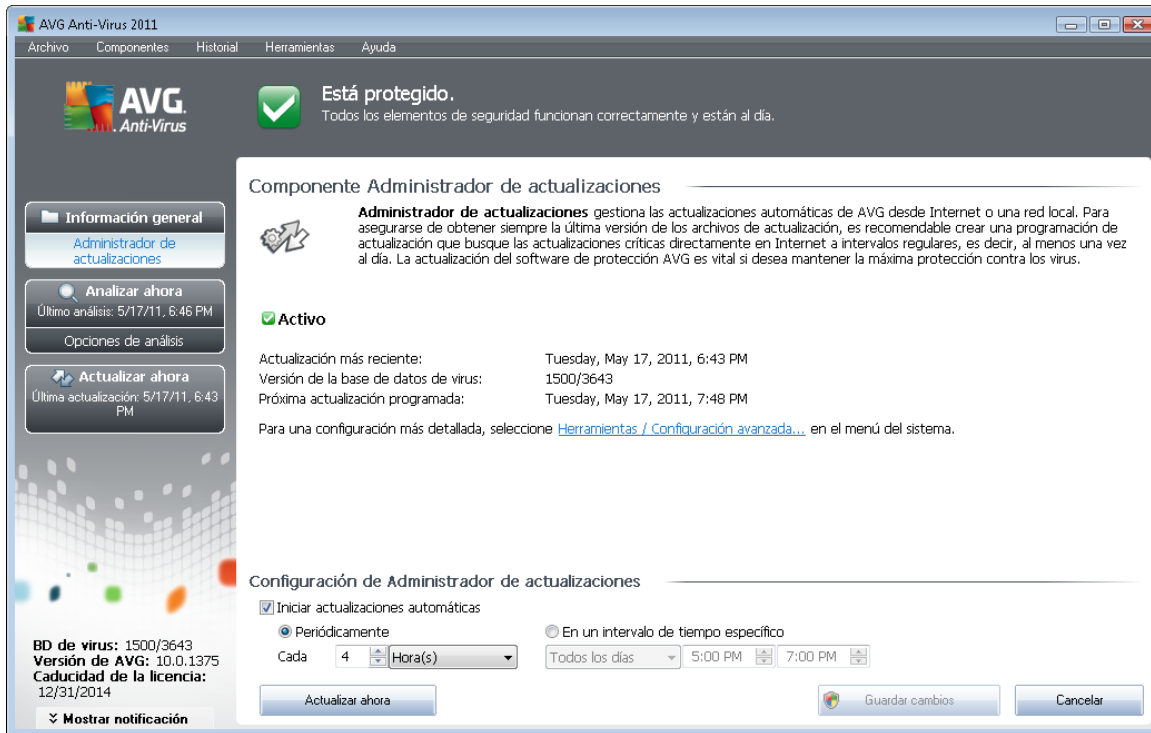 AVG Anti-Virus 2011
Archivo Componentes Historial Herramientas Ayuda
AVG.
Anti-Virus
Está protegido.
Todos los elementos de seguridad funcionan correctamente y están al día.
Información general
Administrador de
actualizaciones
Analizar ahora
Último análisis: 5/17/11, 6:46 PM
Opciones de análisis
Actualizar ahora
Última actualización: 5/17/11, 6:43
PM
Componente Administrador de actualizaciones
Administrador de actualizaciones gestiona las actualizaciones automáticas de AVG desde Internet o una red local. Para
asegurarse de obtener siempre la última versión de los archivos de actualización, es recomendable crear una programación de
actualización que busque las actualizaciones críticas directamente en Internet a intervalos regulares, es decir, al menos una vez
al día. La actualización del software de protección AVG es vital si desea mantener la máxima protección contra los virus.
Activo
Actualización más reciente: Tuesday, May 17, 2011, 6:43 PM
Versión de la base de datos de virus: 1500/3643
Próxima actualización programada: Tuesday, May 17, 2011, 7:48 PM
Para una configuración más detallada, seleccione Herramientas / Configuración avanzada... en el menú del sistema.
Configuración de Administrador de actualizaciones
Iniciar actualizaciones automáticas
Periódicamente En un intervalo de tiempo específico
Cada 4 Hora(s) Todos los días 5:00 PM 7:00 PM
Actualizar ahora Guardar cambios Cancelar
BD de virus: 1500/3643
Versión de AVG: 10.0.1375
Caducidad de la licencia:
12/31/2014
Mostrar notificación